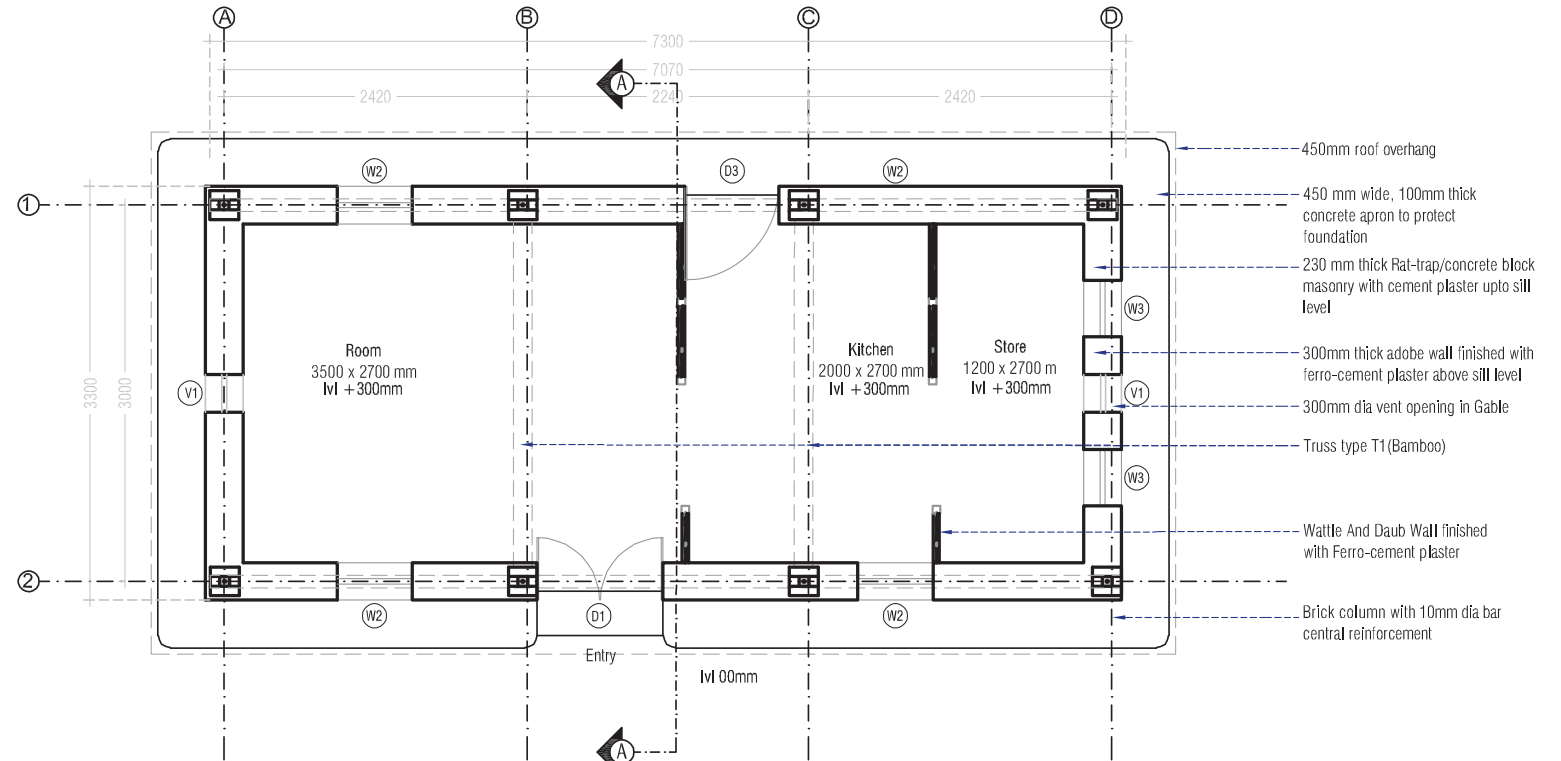 A
B
C
D
7300
7070
A
2420
2240
2420
W2
D3
W2
450mm roof overhang
450 mm wide, 100mm thick
concrete apron to protect
foundation
1
230 mm thick Rat-trap/concrete block
masonry with cement plaster upto sill
level
W3
3300
3000
Room
3500 x 2700 mm
lvl +300mm
Kitchen
2000 x 2700 mm
lvl +300mm
Store
1200 x 2700 m
lvl +300mm
300mm thick adobe wall finished with
ferro-cement plaster above sill level
V1
V1
300mm dia vent opening in Gable
Truss type T1(Bamboo)
W3
Wattle And Daub Wall finished
with Ferro-cement plaster
2
W2
D1
W2
Brick column with 10mm dia bar
central reinforcement
Entry
lvl 00mm
A